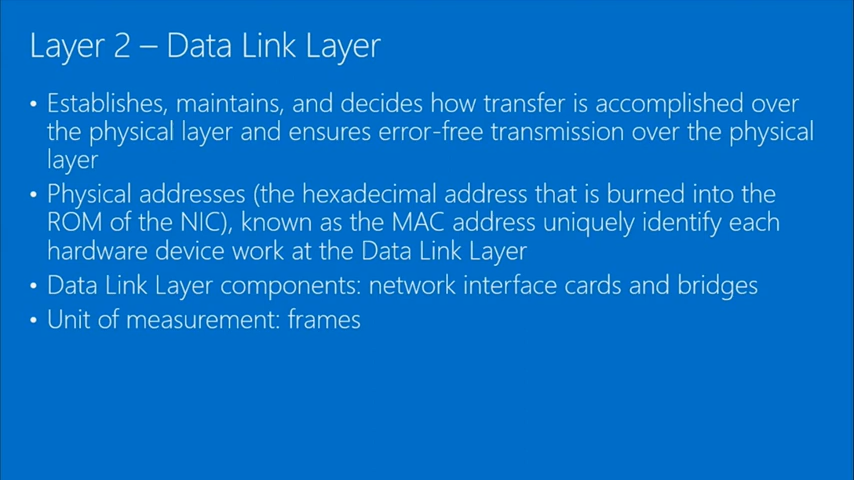 Layer 2 – Data Link Layer
• Establishes, maintains, and decides how transfer is accomplished over
the physical layer and ensures error-free transmission over the physical
layer
• Physical addresses (the hexadecimal address that is burned into the
ROM of the NIC), known as the MAC address uniquely identify each
hardware device work at the Data Link Layer
• Data Link Layer components: network interface cards and bridges
• Unit of measurement: frames